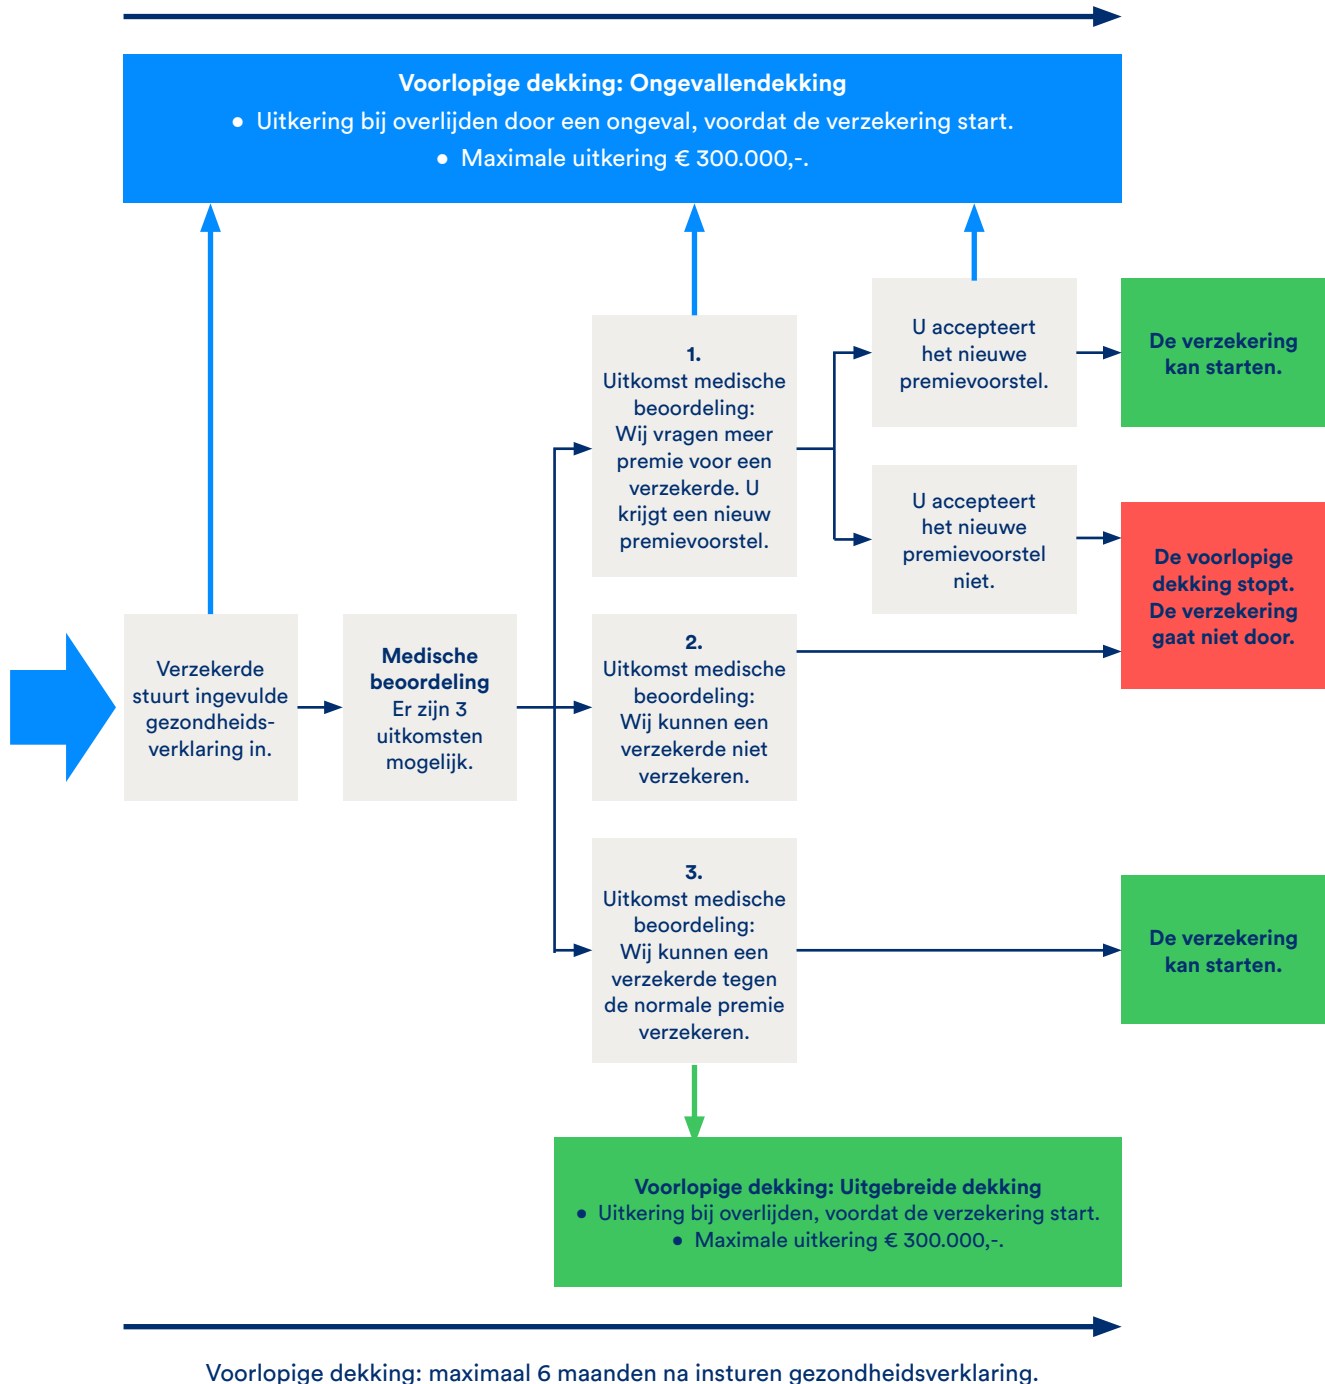 Voorlopige dekking: Ongevallendekking
• Uitkering bij overlijden door een ongeval, voordat de verzekering start.
• Maximale uitkering € 300.000,-.
Verzekerde
stuurt ingevulde
gezondheids-
verklaring in.
Medische
beoordeling
Er zijn 3
uitkomsten
mogelijk.
1.
Uitkomst medische
beoordeling:
Wij vragen meer
premie voor een
verzekerde. U
krijgt een nieuw
premievoorstel.
U accepteert
het nieuwe
premievoorstel.
De verzekering
kan starten.
U accepteert
het nieuwe
premievoorstel
niet.
De voorlopige
dekking stopt.
De verzekering
gaat niet door.
2.
Uitkomst medische
beoordeling:
Wij kunnen een
verzekerde niet
verzekeren.
3.
Uitkomst medische
beoordeling:
Wij kunnen een
verzekerde tegen
de normale premie
verzekeren.
De verzekering
kan starten.
Voorlopige dekking: Uitgebreide dekking
• Uitkering bij overlijden, voordat de verzekering start.
• Maximale uitkering € 300.000,-.
Voorlopige dekking: maximaal 6 maanden na insturen gezondheidsverklaring.